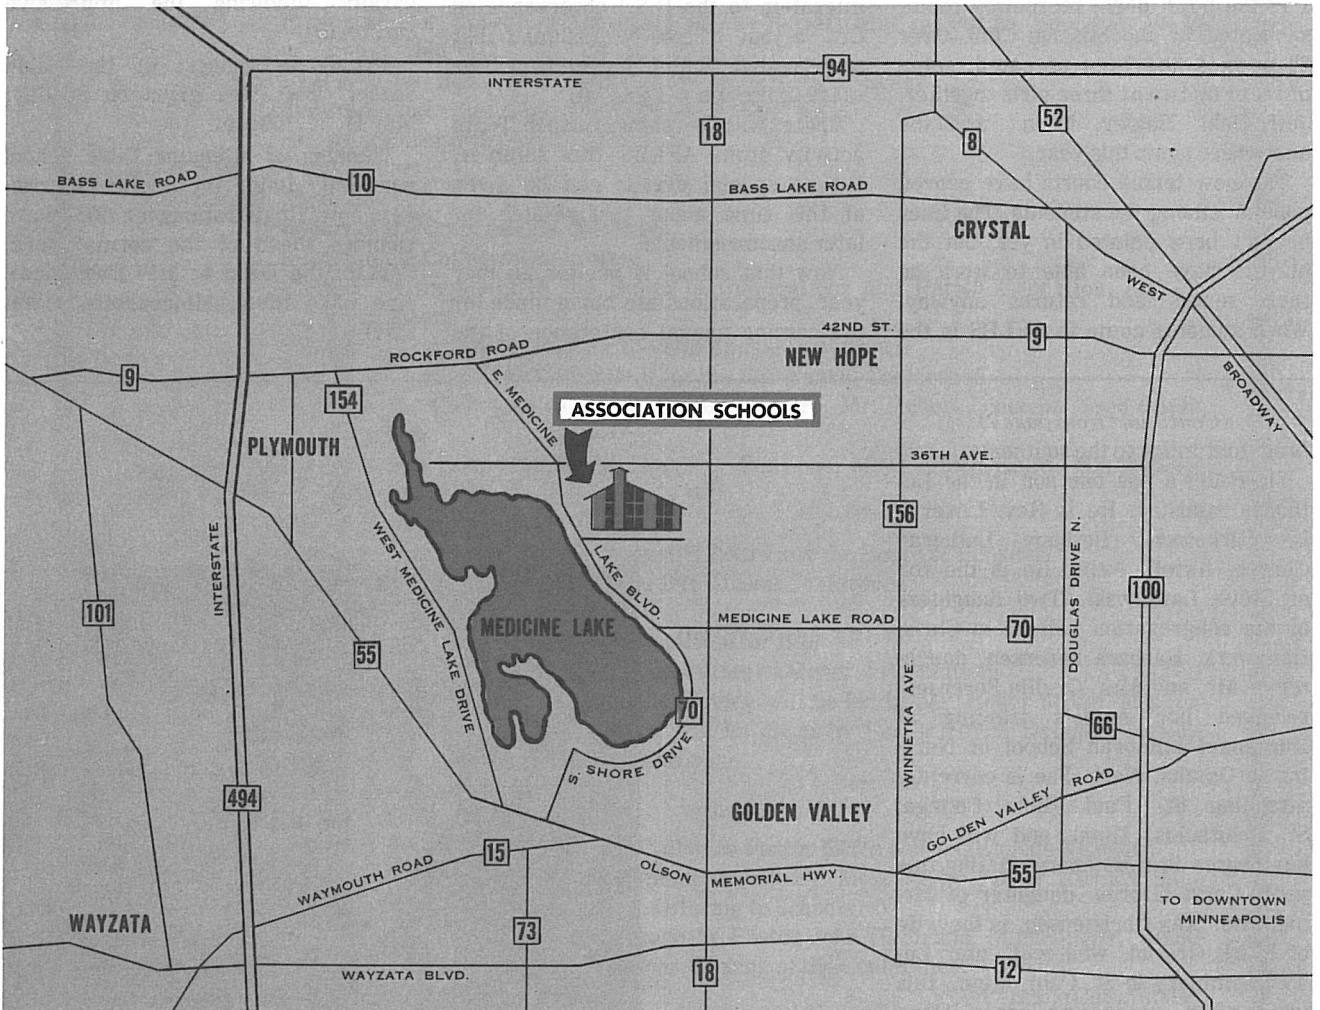 94
INTERSTATE
18
52
8
BASS LAKE ROAD
10
BASS LAKE ROAD
CRYSTAL
WEST
42ND ST.
9
ROCKFORD ROAD
NEW HOPE
9
154
E. MEDICINE
BROADWAY
ASSOCIATION SCHOOLS
PLYMOUTH
36TH AVE.
156
INTERSTATE
WEST MEDICINE LAKE DRIVE
LAKE BLVD.
DOUGLAS DRIVE N.
100
101
MEDICINE LAKE
MEDICINE LAKE ROAD
70
55
WINNETKA AVE.
70
66
S. SHORE DRIVE
494
GOLDEN VALLEY
GOLDEN VALLEY ROAD
15
WAYMOUTH ROAD
OLSON MEMORIAL HWY.
55
TO DOWNTOWN
MINNEAPOLIS
WAYZATA
73
WAYZATA BLVD.
18
12